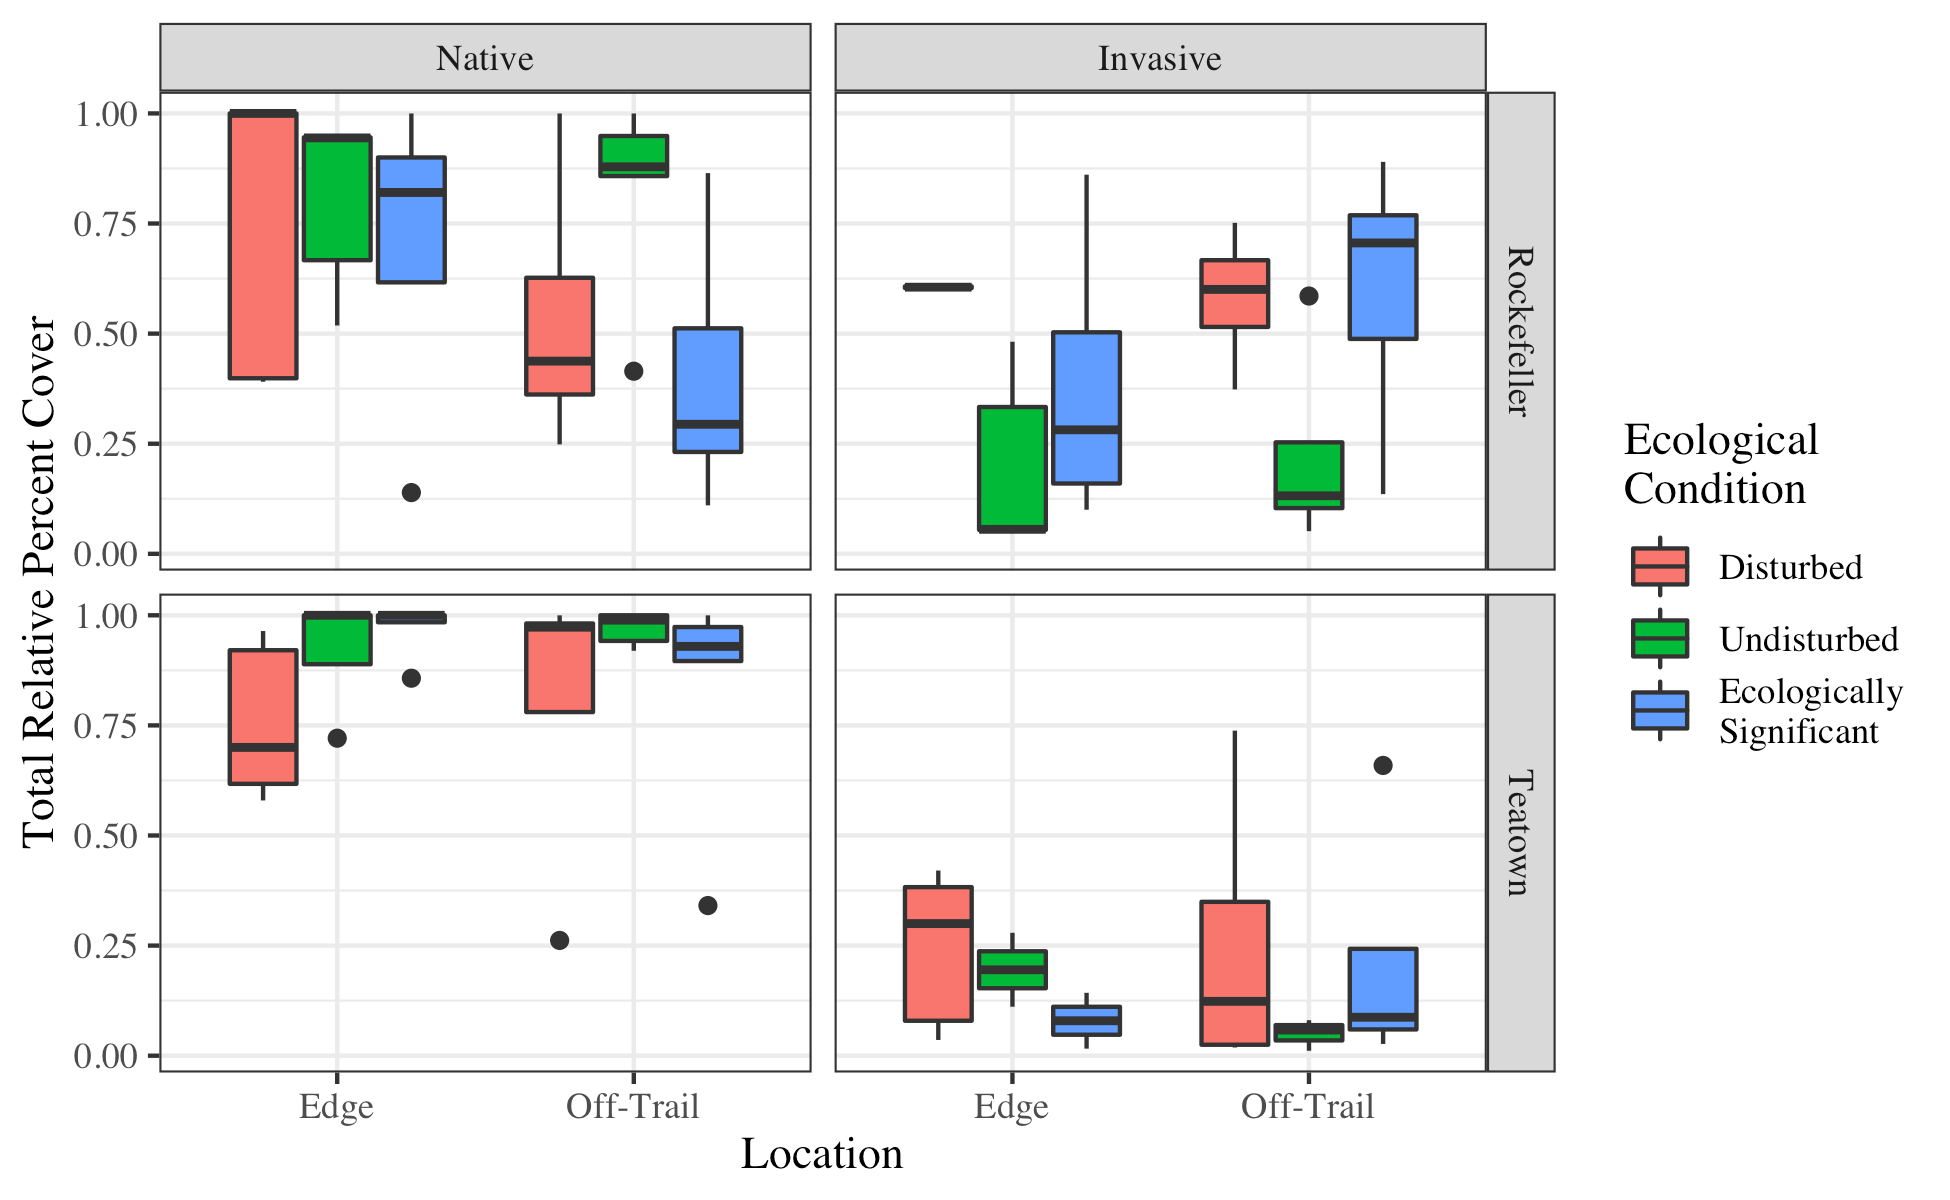 Native
Invasive
1.00
0.75
0.50
0.25
0.00
Rockefeller
1.00
0.75
0.50
0.25
0.00
Teatown
Edge
Off-Trail
Edge
Off-Trail
Location
Total Relative Percent Cover
Ecological
Condition
Disturbed
Undisturbed
Ecologically
Significant